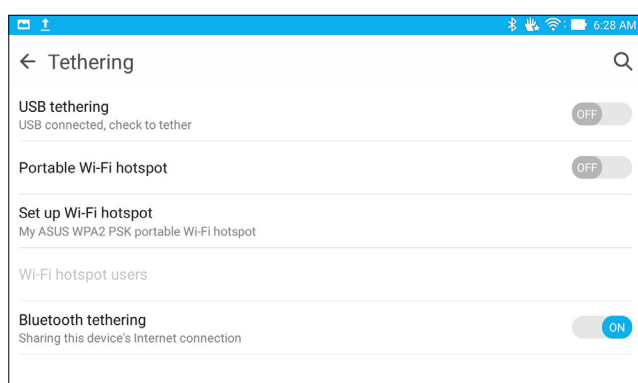 6:28 AM
Tethering
USB tethering
USB connected, check to tether
OFF
Portable Wi-Fi hotspot
OFF
Set up Wi-Fi hotspot
My ASUS WPA2 PSK portable Wi-Fi hotspot
Wi-Fi hotspot users
Bluetooth tethering
Sharing this device's Internet connection
ON